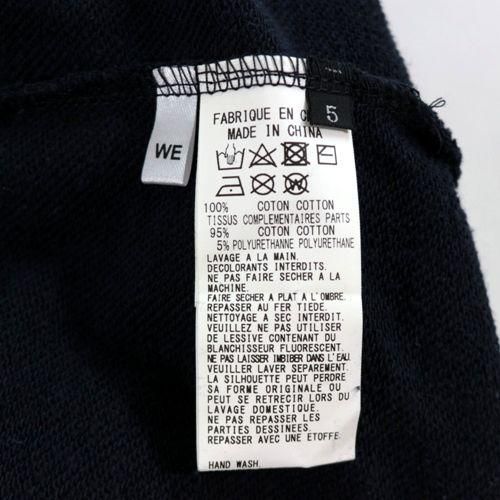 WE
5
FABRIQUE EN
MADE IN CHINA
100% COTON COTTON
TISSUS COMPLEMENTAIRES PARTS
95% COTON COTTON
5% POLYURETHANNE POLYURETHANE
LAVAGE A LA MAIN.
DECOLORANTS INTERDITS.
NE PAS FAIRE SECHER A LA
MACHINE.
FAIRE SECHER A PLAT A L'OMBRE.
REPASSER AU FER TIEDE.
NETTOYAGE A SEC INTERDIT.
VEUILLEZ NE PAS UTILISER
DE LESSIVE CONTENANT DU
BLANCHISSEUR FLUORESCENT.
NE PAS LAISSER IMBIBER DANS L'EAU.
VEUILLER LAVER SEPAREMENT.
LA SILHOUETTE PEUT PERDRE
SA FORME ORIGINALE OU
PEUT SE RETRECIR LORS DU
LAVAGE DOMESTIQUE.
NE PAS REPASSER LES
PARTIES DESSINEES.
REPASSER AVEC UNE ETOFFE.
HAND WASH.